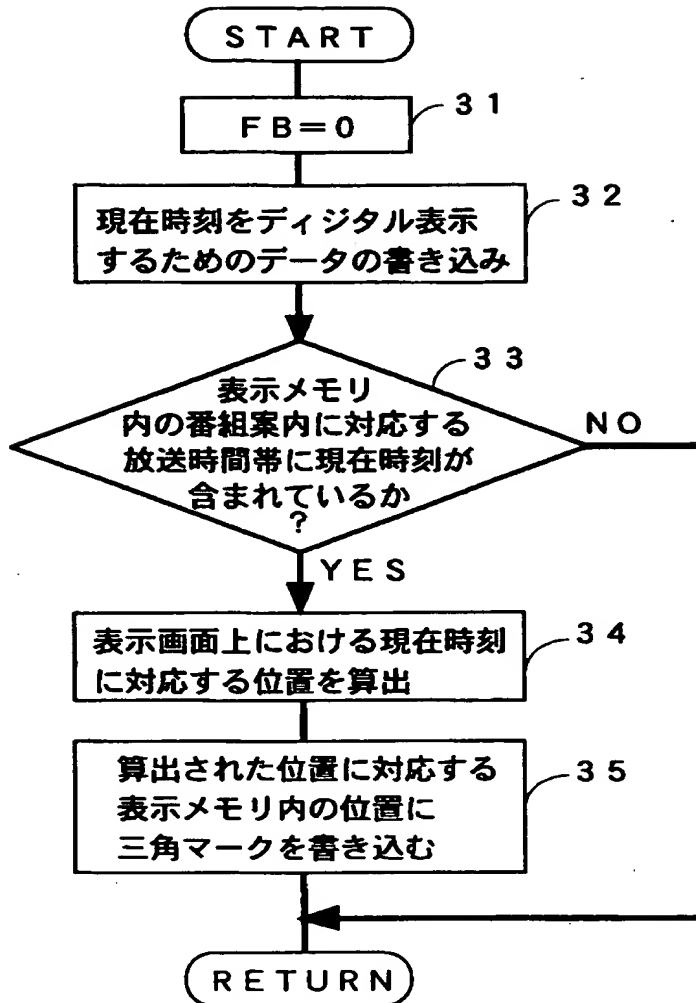 START
31
FB=0
32
現在時刻をディジタル表示
するためのデータの書き込み
33
表示メモリ
内の番組案内に対応する
放送時間帯に現在時刻が
含まれているか
?
NO
YES
34
表示画面上における現在時刻
に対応する位置を算出
35
算出された位置に対応する
表示メモリ内の位置に
三角マークを書き込む
RETURN